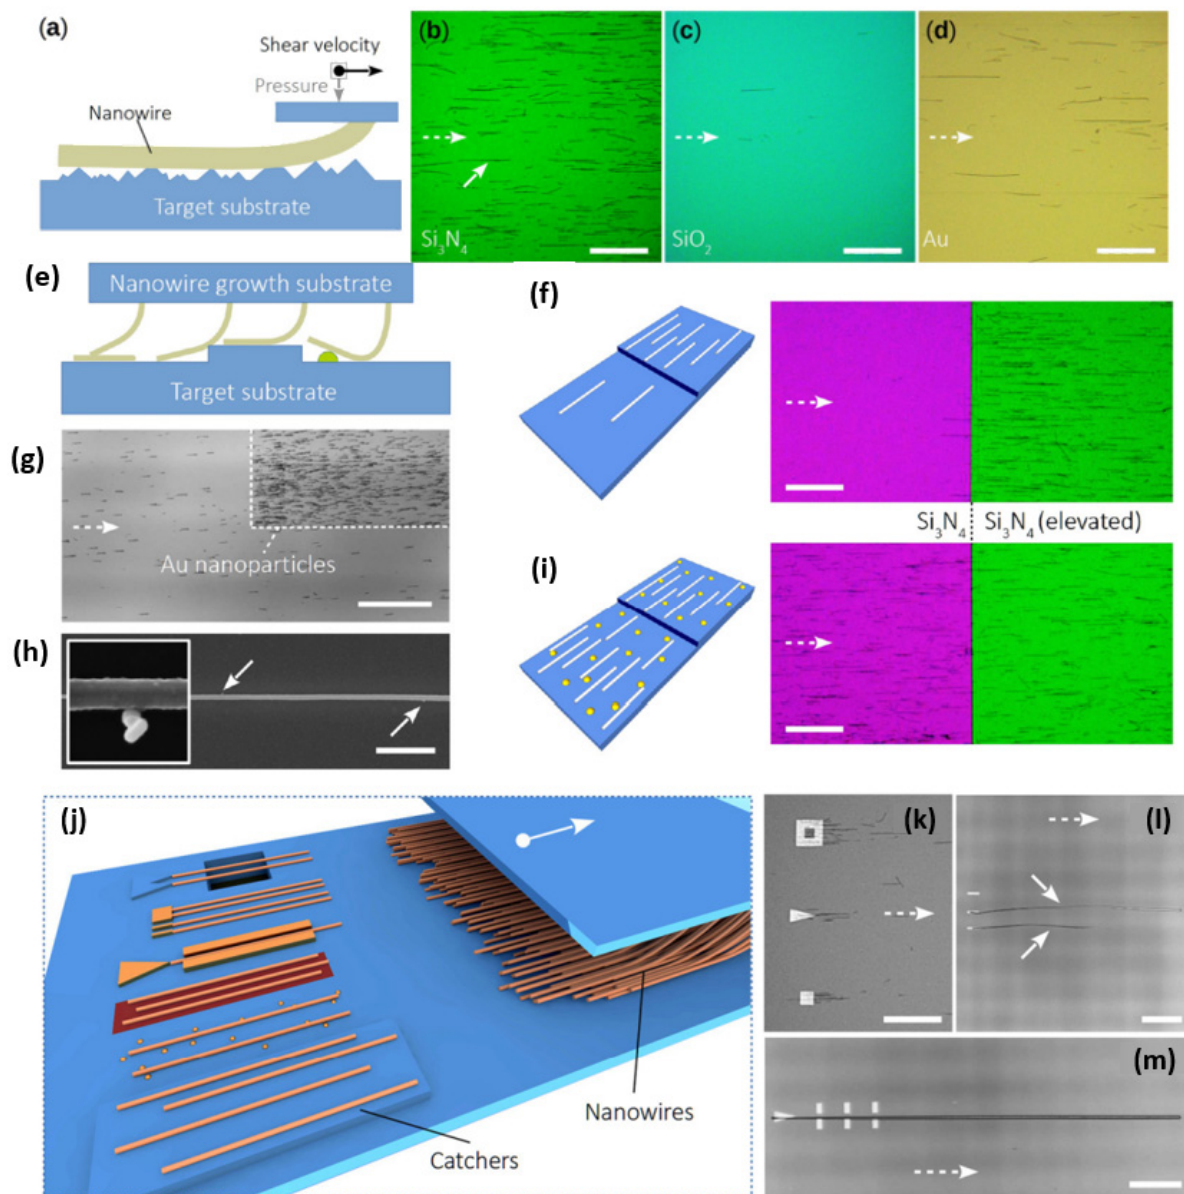 (a)
Shear velocity
Pressure
Nanowire
Target substrate
(b)
Si3N4
(c)
SiO2
(d)
Au
(e)
Nanowire growth substrate
Target substrate
(f)
(g)
Au nanoparticles
(h)
Si3N4
Si3N4 (elevated)
(i)
(j)
Nanowires
Catchers
(k)
(l)
(m)